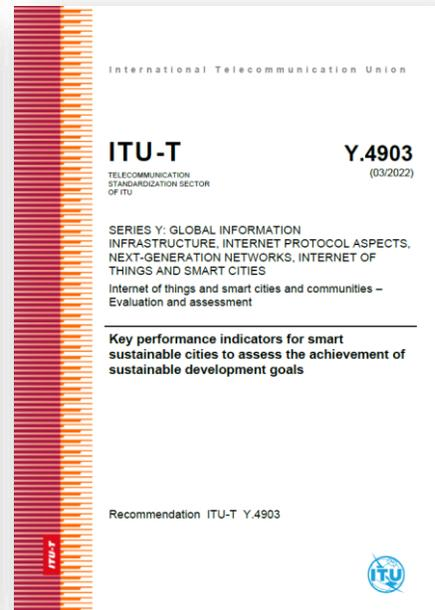 International Telecommunication Union
ITU-T
Y.4903
TELECOMMUNICATION
(03/2022)
STANDARDIZATION SECTOR
OF ITU
SERIES Y: GLOBAL INFORMATION
INFRASTRUCTURE, INTERNET PROTOCOL ASPECTS,
NEXT-GENERATION NETWORKS, INTERNET OF
THINGS AND SMART CITIES
Internet of things and smart cities and communities –
Evaluation and assessment
Key performance indicators for smart
sustainable cities to assess the achievement of
sustainable development goals
Recommendation ITU-T Y.4903
ITU-T
ITU